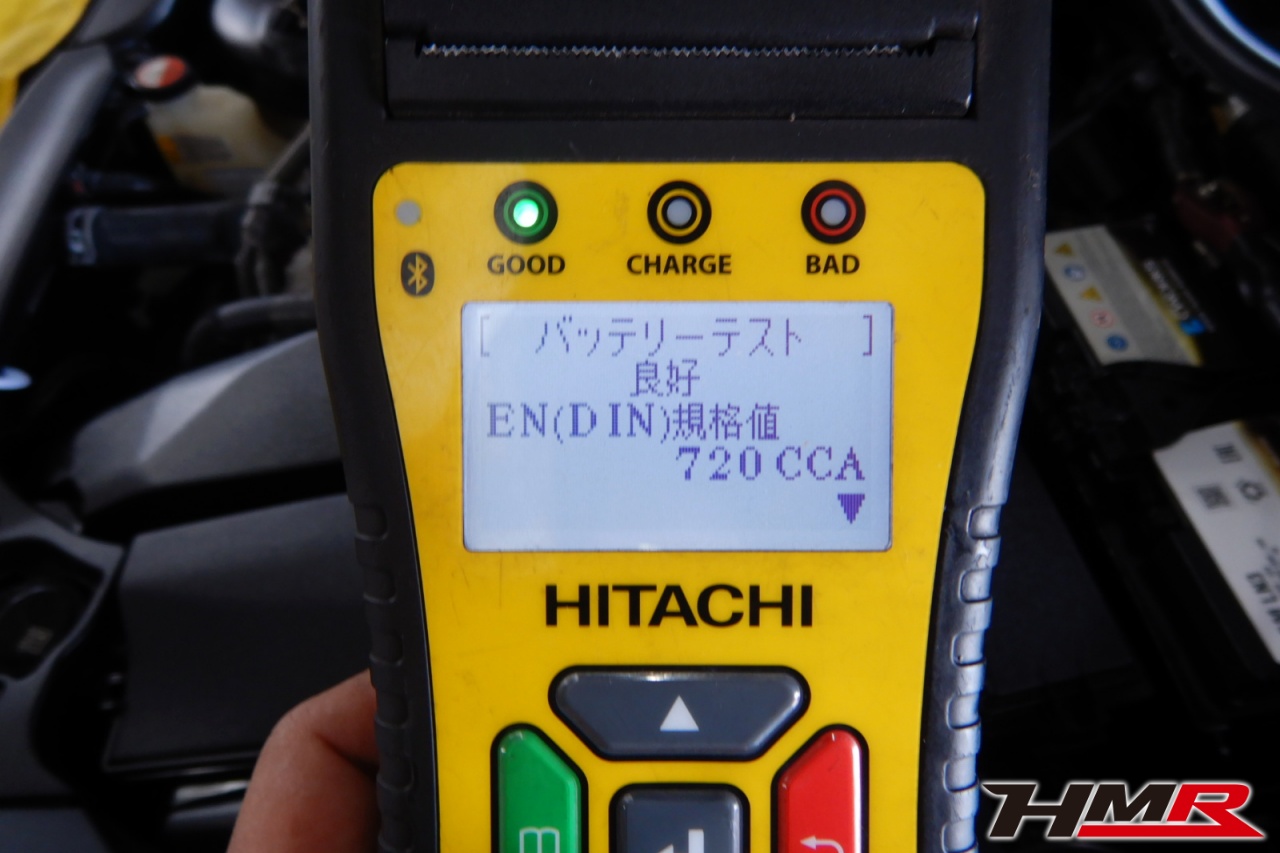 GOOD CHARGE BAD
[ バッテリーテスト ]
良好
EN(DIN)規格値
720 CCA
HITACHI
HMR